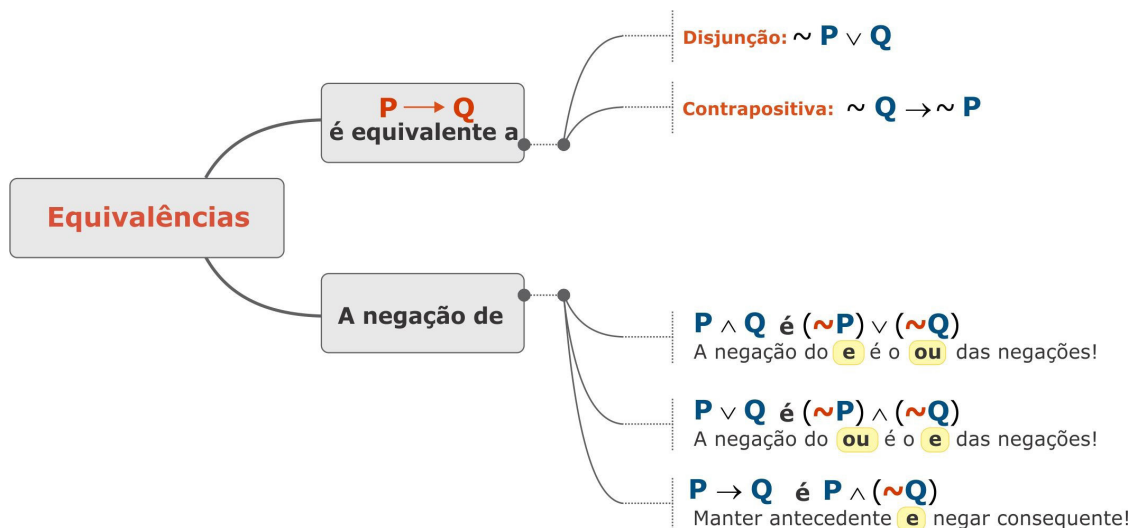 Equivalências
P → Q
é equivalente a
Disjunção: ~ P ∨ Q
Contrapositiva: ~ Q → ~ P
A negação de
P ∧ Q é (~P) ∨ (~Q)
A negação do e é o ou das negações!
P ∨ Q é (~P) ∧ (~Q)
A negação do ou é o e das negações!
P → Q é P ∧ (~Q)
Manter antecedente e negar consequente!